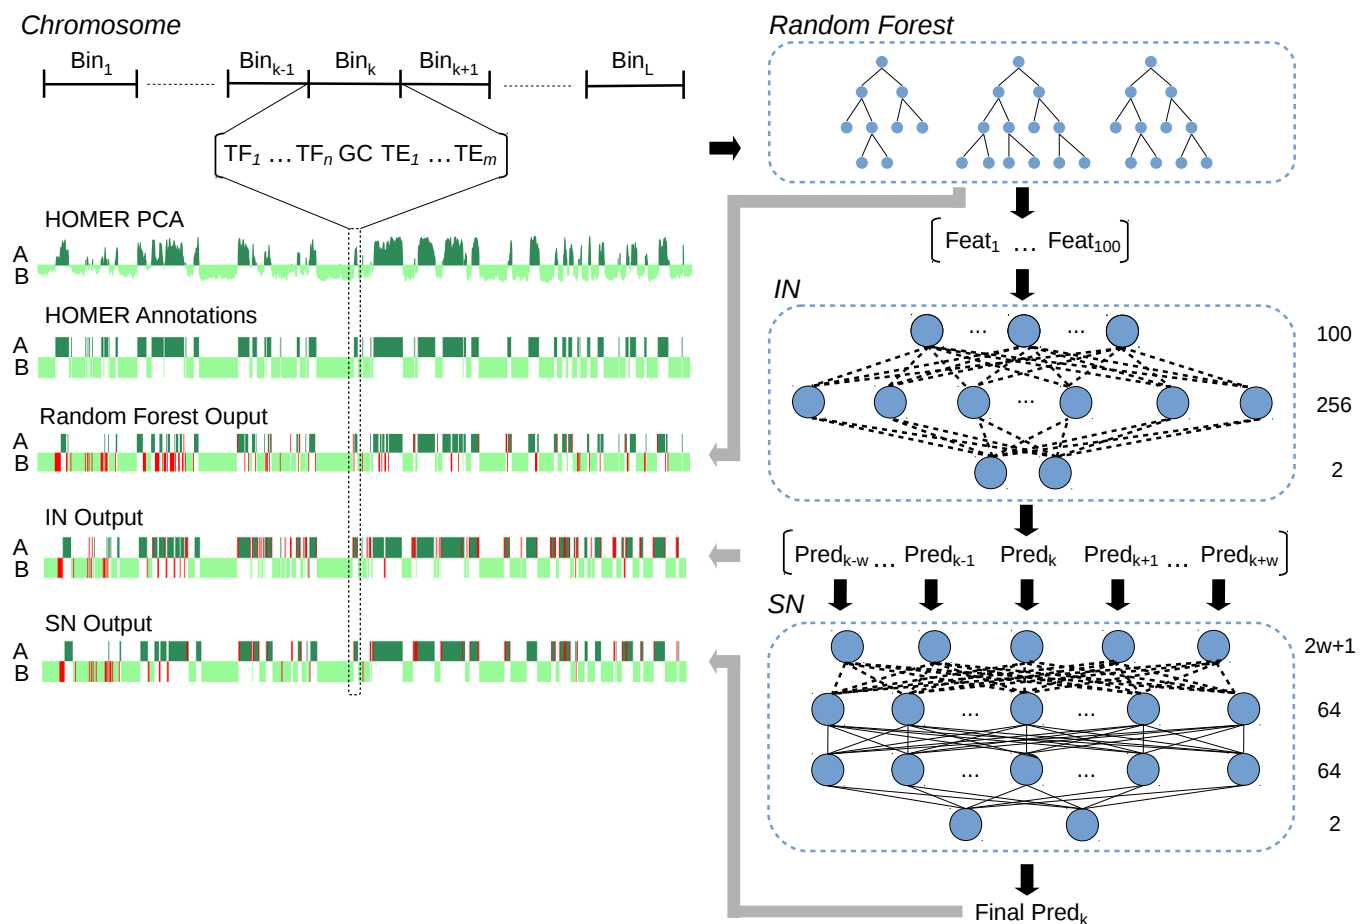 Chromosome
Bin1 Bink-1 Bink Bink+1 BinL
TF1 ... TFn GC TE1 ... TEm
HOMER PCA
A
B
HOMER Annotations
A
B
Random Forest Ouput
A
B
IN Output
A
B
SN Output
A
B
Random Forest
Feat1 ... Feat100
IN
... ... 100
... 256
2
Predk-w ... Predk-1 Predk Predk+1 ... Predk+w
SN
2w+1
... ... 64
... ... 64
2
Final Predk